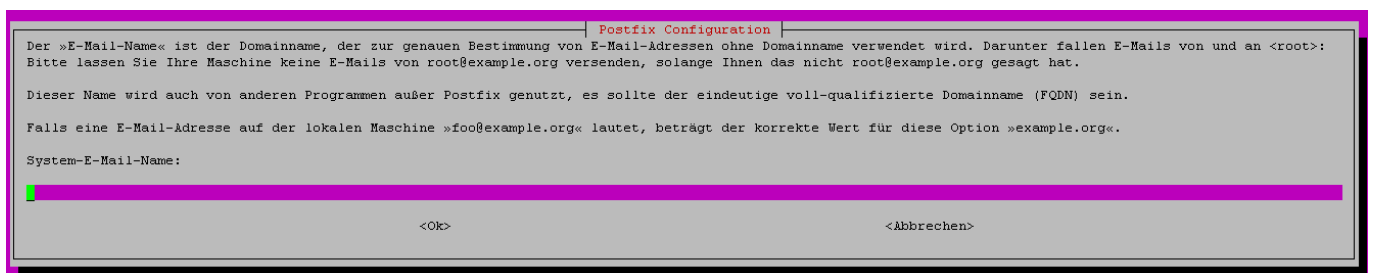 Postfix Configuration
Der »E-Mail-Name« ist der Domainname, der zur genauen Bestimmung von E-Mail-Adressen ohne Domainname verwendet wird. Darunter fallen E-Mails von und an <root>:
Bitte lassen Sie Ihre Maschine keine E-Mails von root@example.org versenden, solange Ihnen das nicht root@example.org gesagt hat.
Dieser Name wird auch von anderen Programmen außer Postfix genutzt, es sollte der eindeutige voll-qualifizierte Domainname (FQDN) sein.
Falls eine E-Mail-Adresse auf der lokalen Maschine »foo@example.org« lautet, beträgt der korrekte Wert für diese Option »example.org«.
System-E-Mail-Name:
<Ok> <Abbrechen>